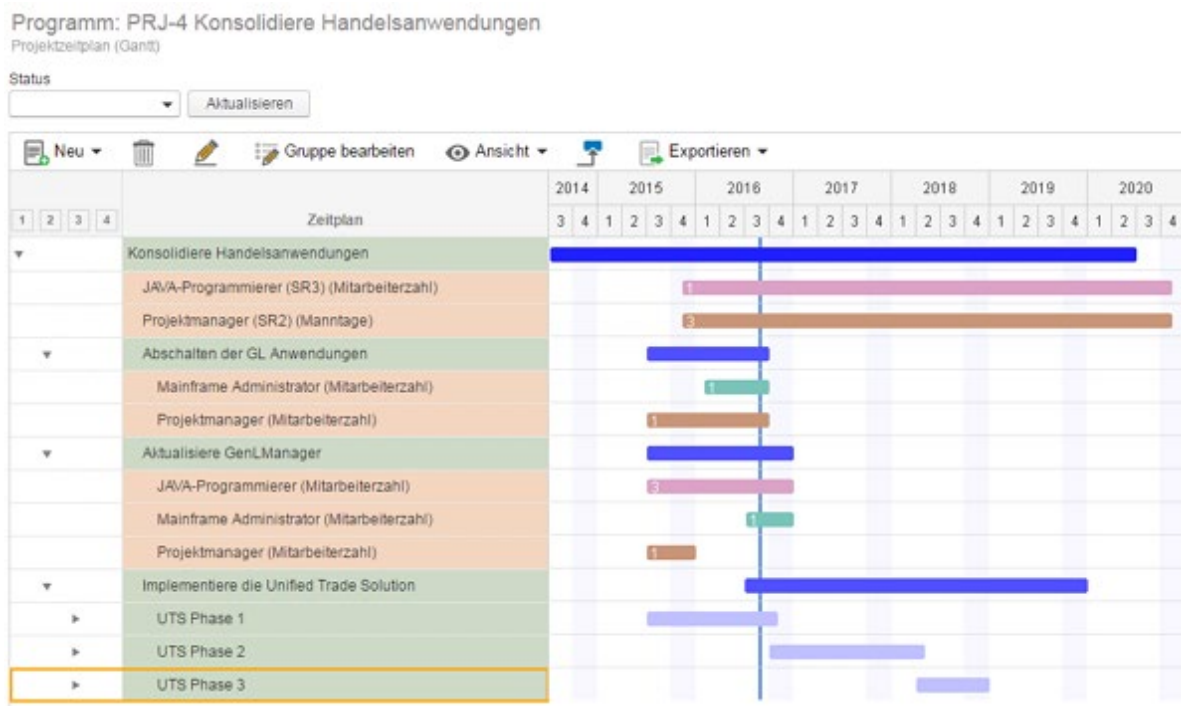 Programm: PRJ-4 Konsolidiere Handelsanwendungen
Projektzeitplan (Gantt)
Status
Aktualisieren
Neu Gruppe bearbeiten Ansicht Exportieren
2014 2015 2016 2017 2018 2019 2020
1 2 3 4 Zeitplan 3 4 1 2 3 4 1 2 3 4 1 2 3 4 1 2 3 4 1 2 3 4 1 2 3 4
Konsolidiere Handelsanwendungen
JAVA-Programmierer (SR3) (Mitarbeiterzahl) 1
Projektmanager (SR2) (Manntage) 3
Abschalten der GL Anwendungen
Mainframe Administrator (Mitarbeiterzahl) 1
Projektmanager (Mitarbeiterzahl) 1
Aktualisiere GenLManager
JAVA-Programmierer (Mitarbeiterzahl) 3
Mainframe Administrator (Mitarbeiterzahl) 1
Projektmanager (Mitarbeiterzahl) 1
Implementiere die Unified Trade Solution
UTS Phase 1
UTS Phase 2
UTS Phase 3